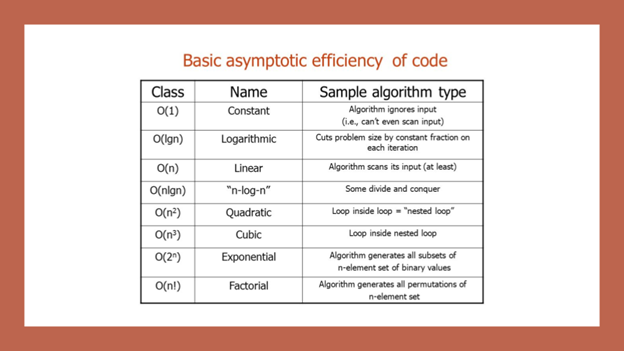 Basic asymptotic efficiency of code
Class Name Sample algorithm type
O(1) Constant Algorithm ignores input
(i.e., can't even scan input)
O(lgn) Logarithmic Cuts problem size by constant fraction on
each iteration
O(n) Linear Algorithm scans its input (at least)
O(nlgn) "n-log-n" Some divide and conquer
O(n²) Quadratic Loop inside loop = "nested loop"
O(n³) Cubic Loop inside nested loop
O(2ⁿ) Exponential Algorithm generates all subsets of
n-element set of binary values
O(n!) Factorial Algorithm generates all permutations of
n-element set